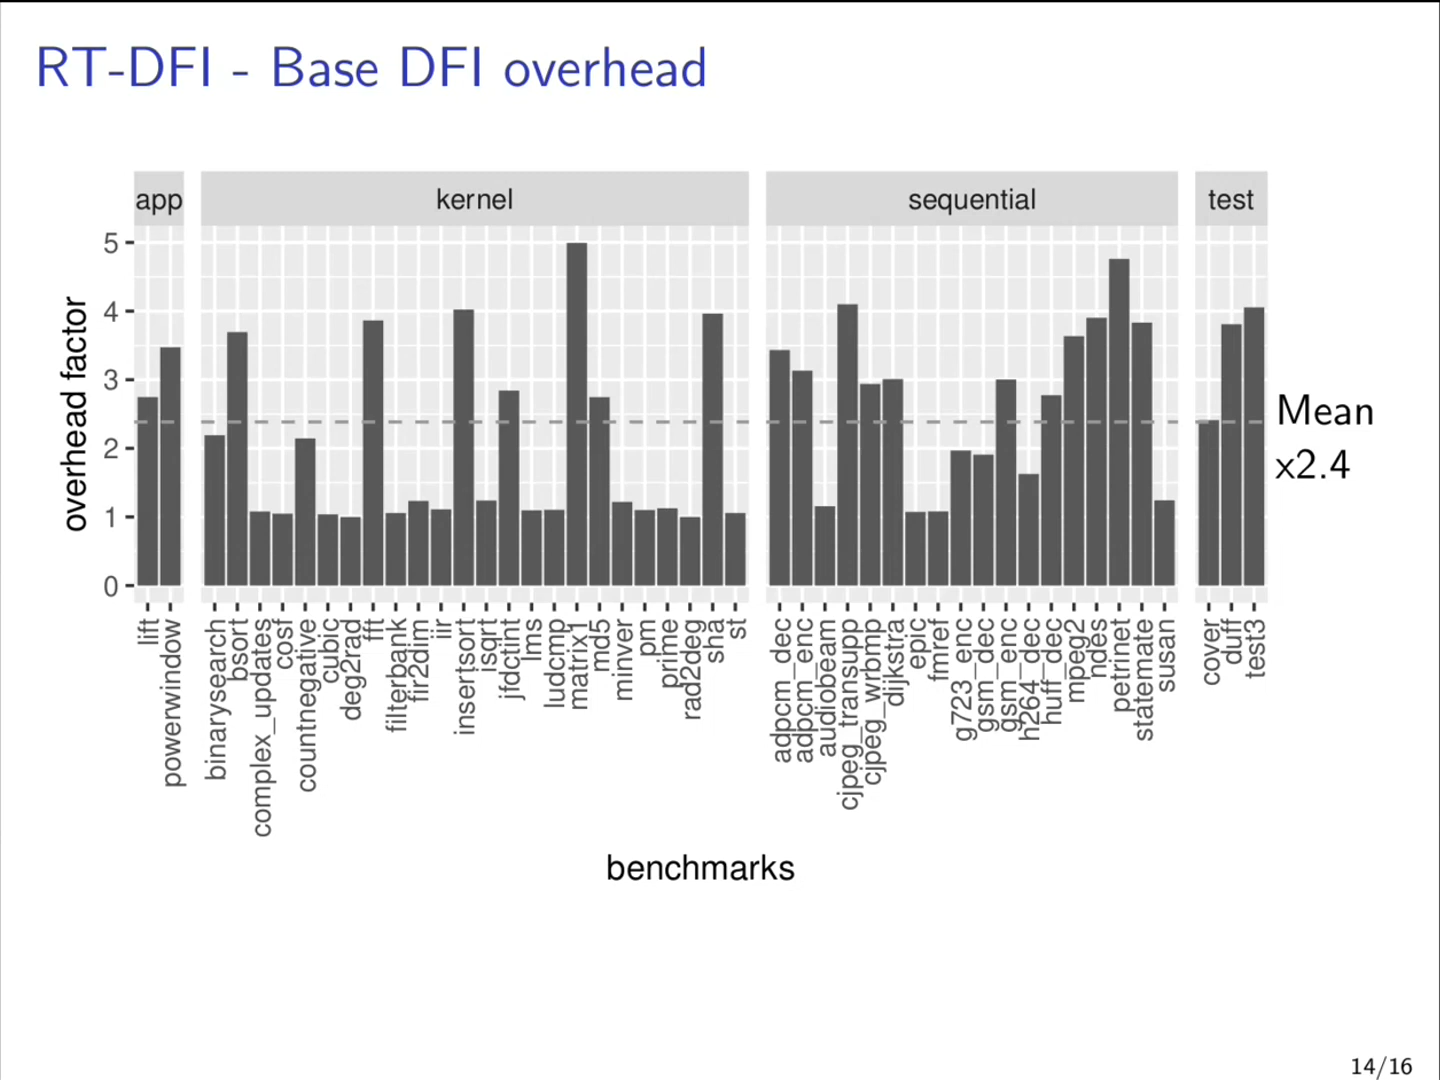 RT-DFI - Base DFI overhead
app kernel sequential test
overhead factor
5
4
3
2
1
0
Mean
x2.4
lift
powerwindow
binarysearch
bsort
complex_updates
cosf
countnegative
cubic
deg2rad
fft
filterbank
fir2dim
iir
insertsort
isqrt
jfdctint
lms
ludcmp
matrix1
md5
minver
pm
prime
rad2deg
sha
st
adpcm_dec
adpcm_enc
audiobeam
cjpeg_transupp
cjpeg_wrbmp
dijkstra
epic
fmref
g723_enc
gsm_dec
gsm_enc
h264_dec
huff_dec
mpeg2
ndes
petrinet
statemate
susan
cover
duff
test3
benchmarks
14/16